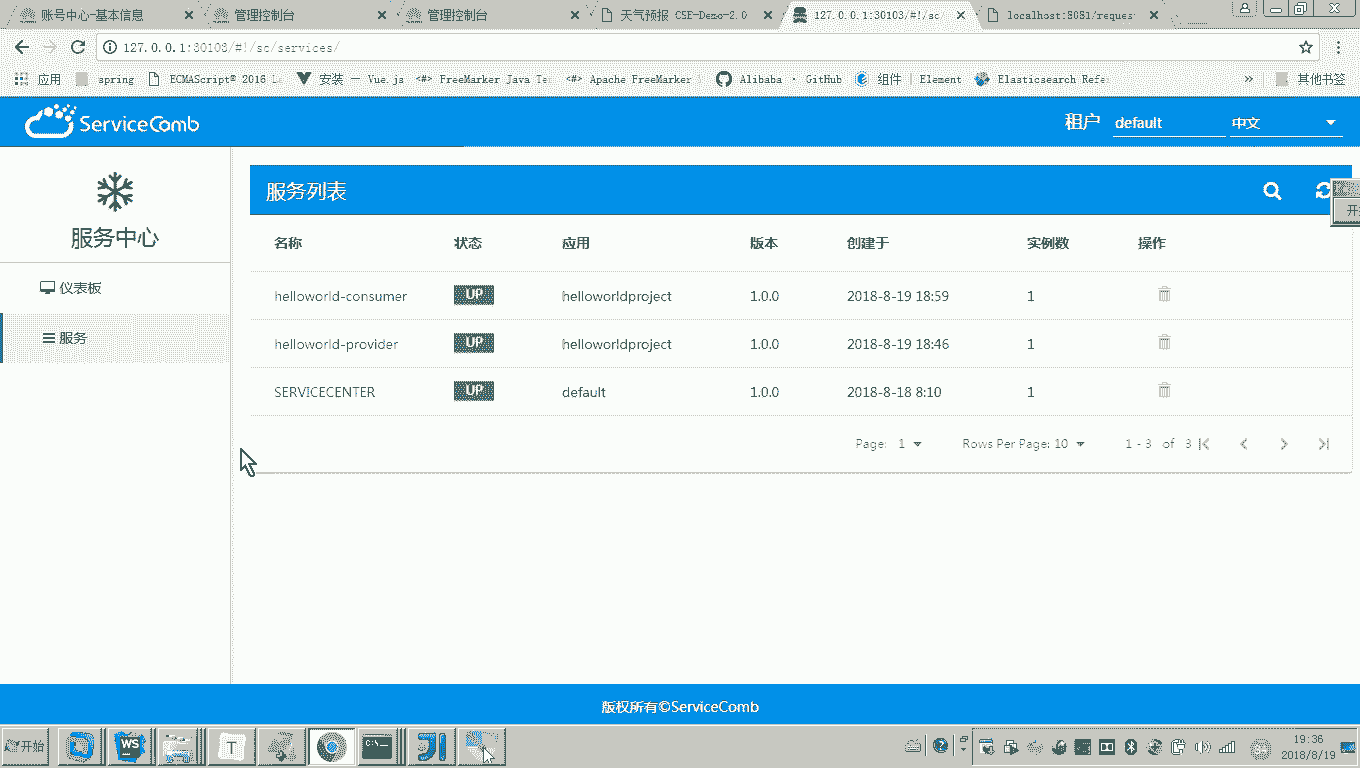 账号中心-基本信息
管理控制台
管理控制台
天气预报 CSE-Demo-2.0
127.0.0.1:30103/#!/sc/
localhost:8081/reques
127.0.0.1:30103/#!/sc/services/
应用
spring
ECMAScript® 2016 L
安装 — Vue.js
FreeMarker Java Te
Apache FreeMarker
Alibaba · GitHub
组件 | Element
Elasticsearch Refe
»
其他书签
ServiceComb
租户
default
中文
服务中心
仪表板
服务
服务列表
开
名称 状态 应用 版本 创建于 实例数 操作
helloworld-consumer UP helloworldproject 1.0.0 2018-8-19 18:59 1
helloworld-provider UP helloworldproject 1.0.0 2018-8-19 18:46 1
SERVICECENTER UP default 1.0.0 2018-8-18 8:10 1
Page: 1 Rows Per Page: 10 1 - 3 of 3
版权所有©ServiceComb
开始
WS
T
C:\
19:36
2018/8/19